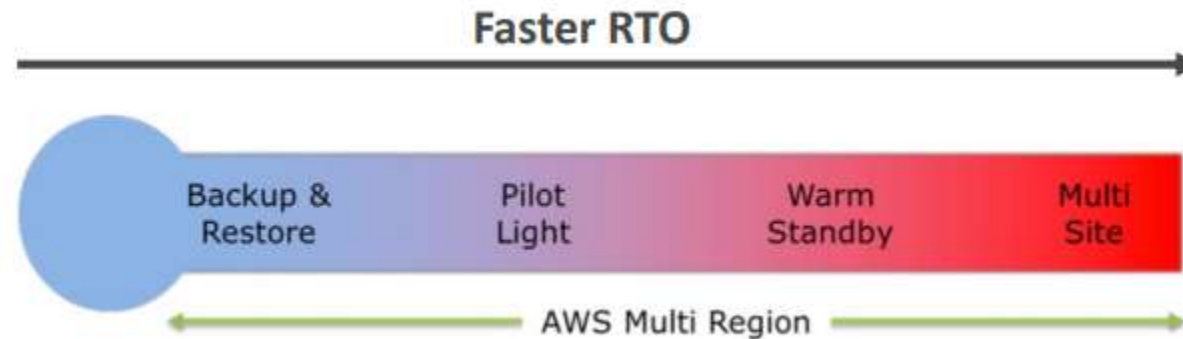 Faster RTO
Backup &
Restore
Pilot
Light
Warm
Standby
Multi
Site
AWS Multi Region